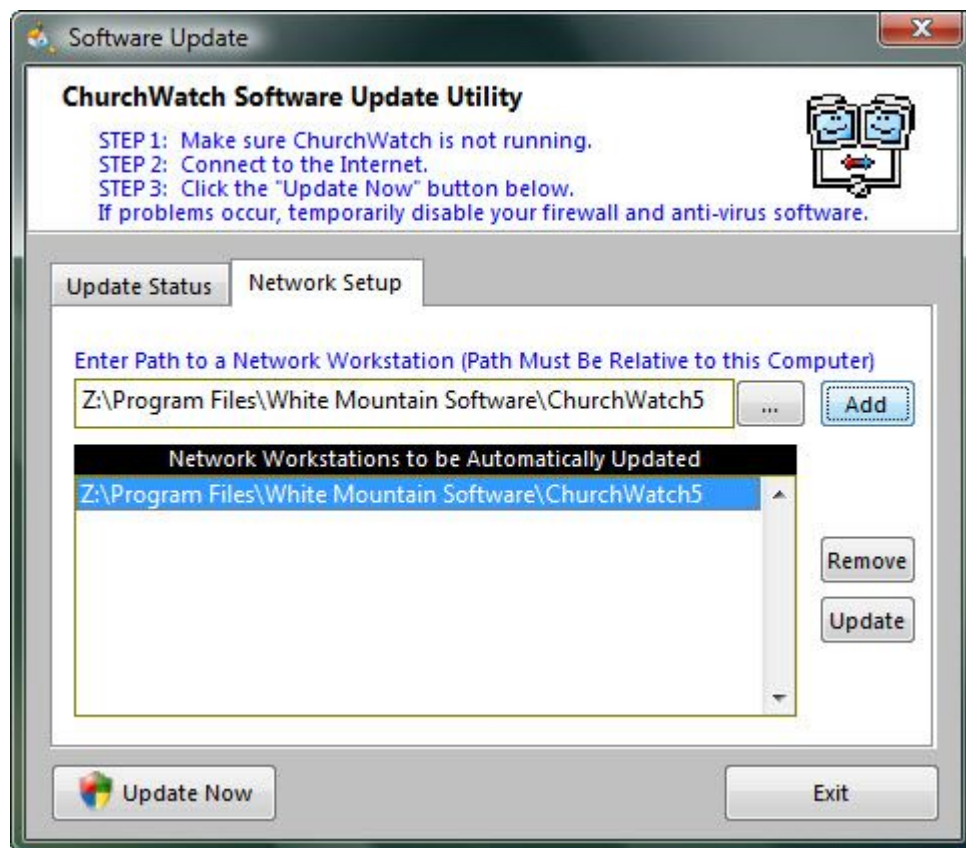 Software Update
ChurchWatch Software Update Utility
STEP 1: Make sure ChurchWatch is not running.
STEP 2: Connect to the Internet.
STEP 3: Click the "Update Now" button below.
If problems occur, temporarily disable your firewall and anti-virus software.
Update Status
Network Setup
Enter Path to a Network Workstation (Path Must Be Relative to this Computer)
Z:\Program Files\White Mountain Software\ChurchWatch5
...
Add
Network Workstations to be Automatically Updated
Z:\Program Files\White Mountain Software\ChurchWatch5
Remove
Update
Update Now
Exit